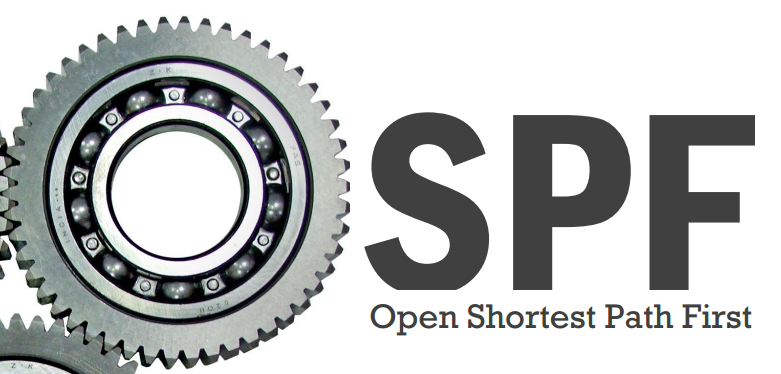 SPF
Open Shortest Path First
Z·K
Z·K